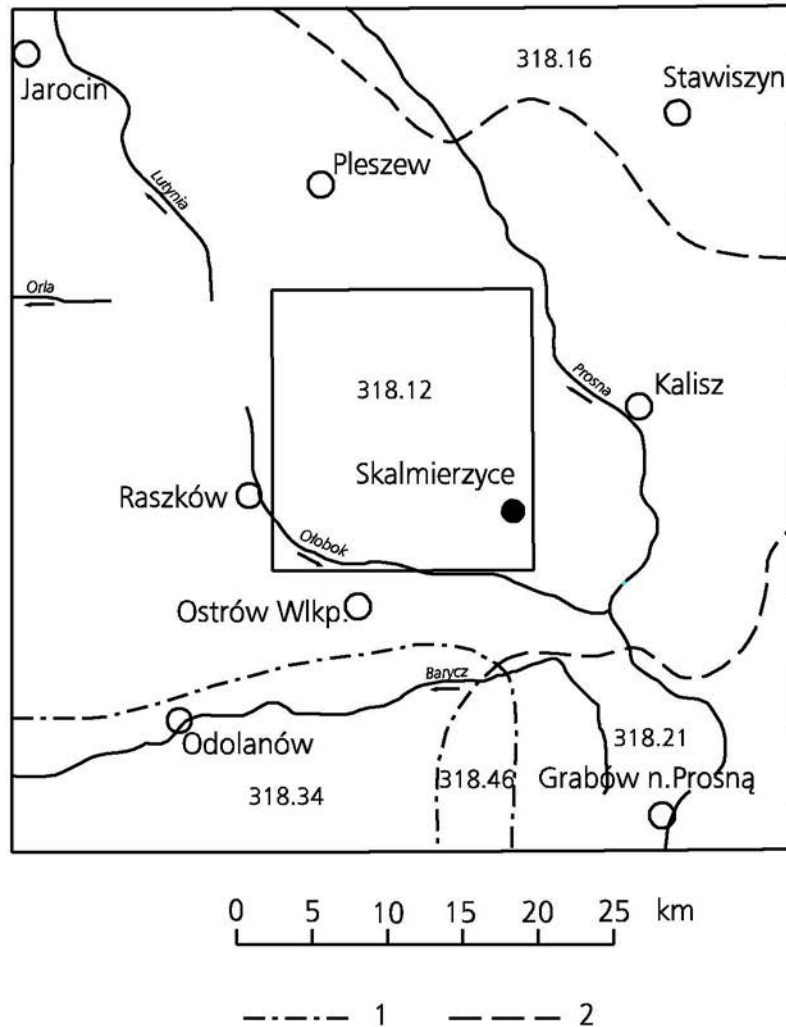 318.16
Jarocin
Stawiszyn
Pleszew
Lutynia
Orla
318.12
Prosna
Kalisz
Skalmierzyce
Raszków
Ołobok
Ostrów Wlkp.
Barycz
Odolanów
318.21
318.46
Grabów n.Prosną
318.34
0 5 10 15 20 25 km
1 2